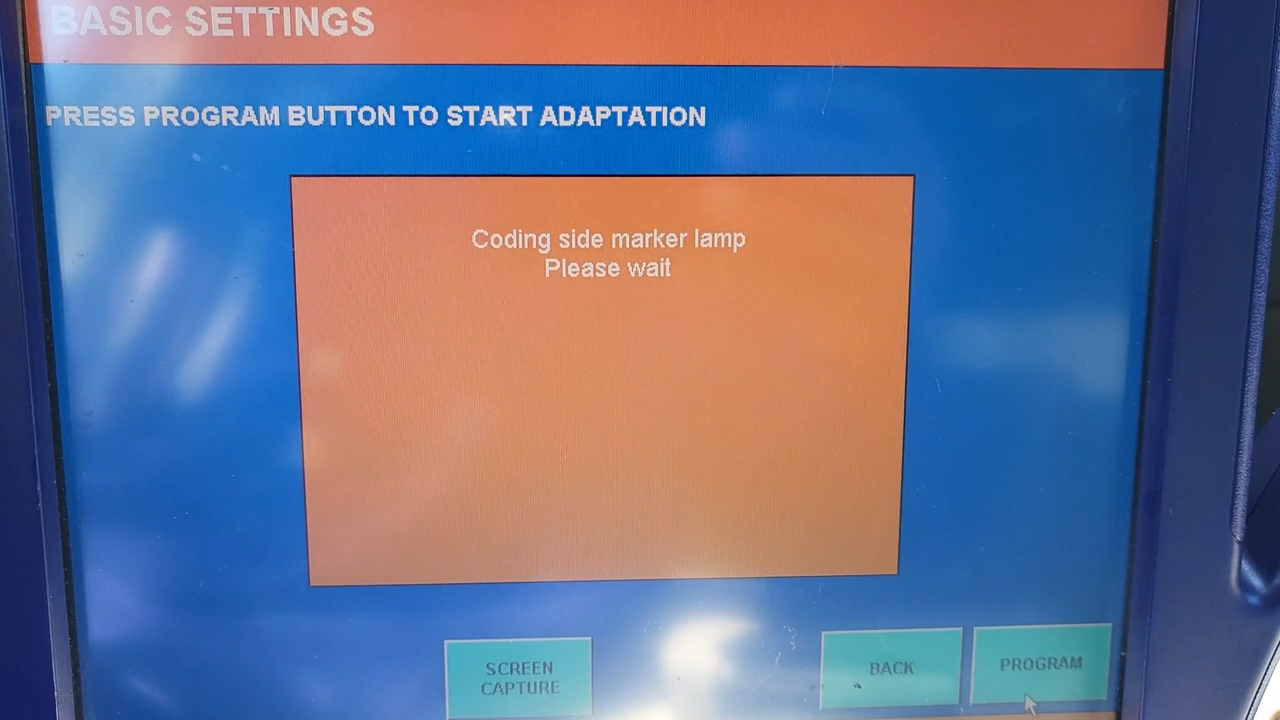 BASIC SETTINGS
PRESS PROGRAM BUTTON TO START ADAPTATION
Coding side marker lamp
Please wait
SCREEN
CAPTURE
BACK
PROGRAM